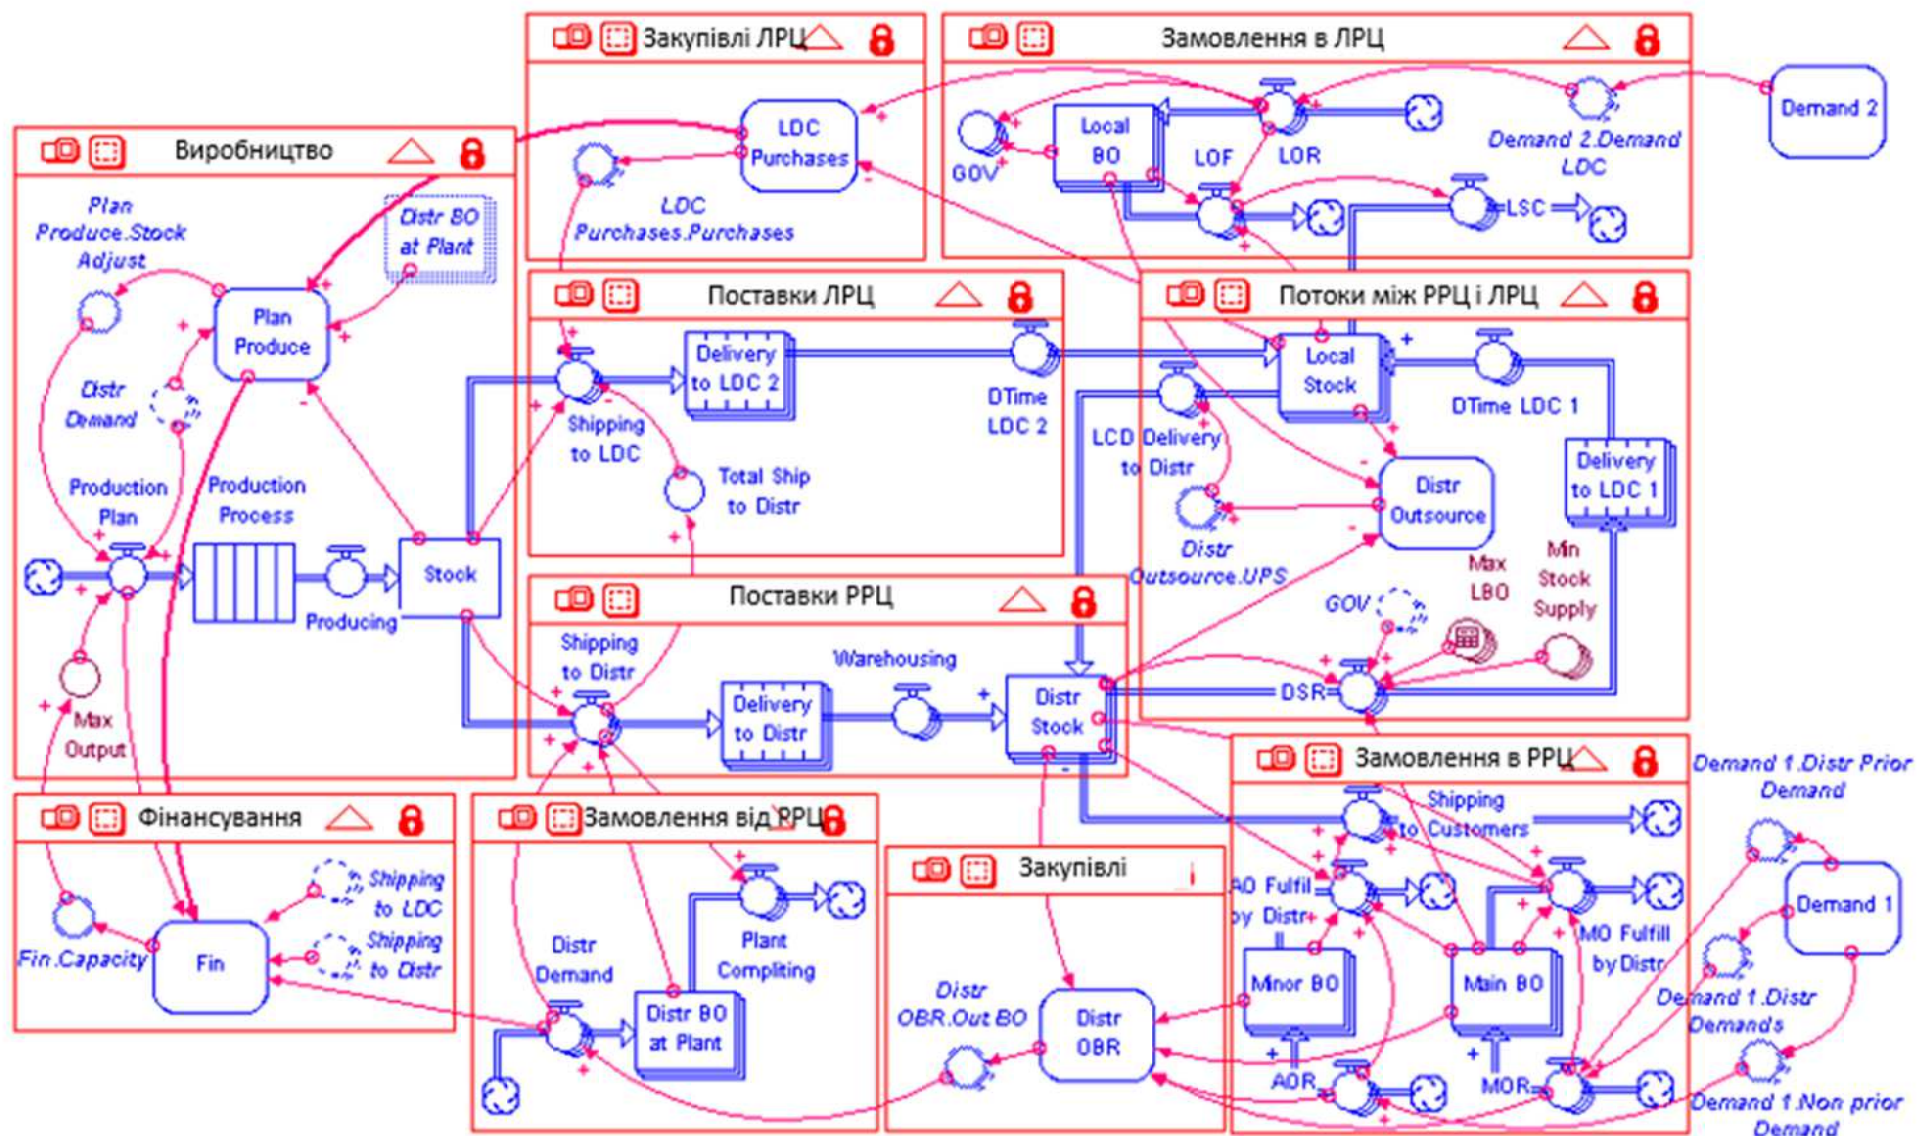 Закупівлі ЛРЦ
LDC
Purchases
LDC
Purchases.Purchases
Замовлення в ЛРЦ
GOV
Local
BO
LOF
LOR
LSC
Demand 2.Demand
LDC
Demand 2
Виробництво
Plan
Produce.Stock
Adjust
Distr BO
at Plant
Plan
Produce
Distr
Demand
Production
Plan
Production
Process
Producing
Stock
Max
Output
Поставки ЛРЦ
Delivery
to LDC 2
Shipping
to LDC
Total Ship
to Distr
DTime
LDC 2
Потоки між РРЦ і ЛРЦ
Local
Stock
DTime LDC 1
LCD Delivery
to Distr
Delivery
to LDC 1
Distr
Outsource
Distr
Outsource.UPS
Max
LBO
Min
Stock
Supply
GOV
DSR
Поставки РРЦ
Shipping
to Distr
Warehousing
Delivery
to Distr
Distr
Stock
Фінансування
Shipping
to LDC
Shipping
to Distr
Fin.Capacity
Fin
Замовлення від РРЦ
Distr
Demand
Plant
Compliting
Distr BO
at Plant
Закупівлі
Distr
OBR.Out BO
Distr
OBR
Замовлення в РРЦ
Shipping
to Customers
AO Fulfil
by Distr
MO Fulfill
by Distr
Minor BO
Main BO
AOR
MOR
Demand 1.Distr Prior
Demand
Demand 1
Demand 1.Distr
Demands
Demand 1.Non prior
Demand